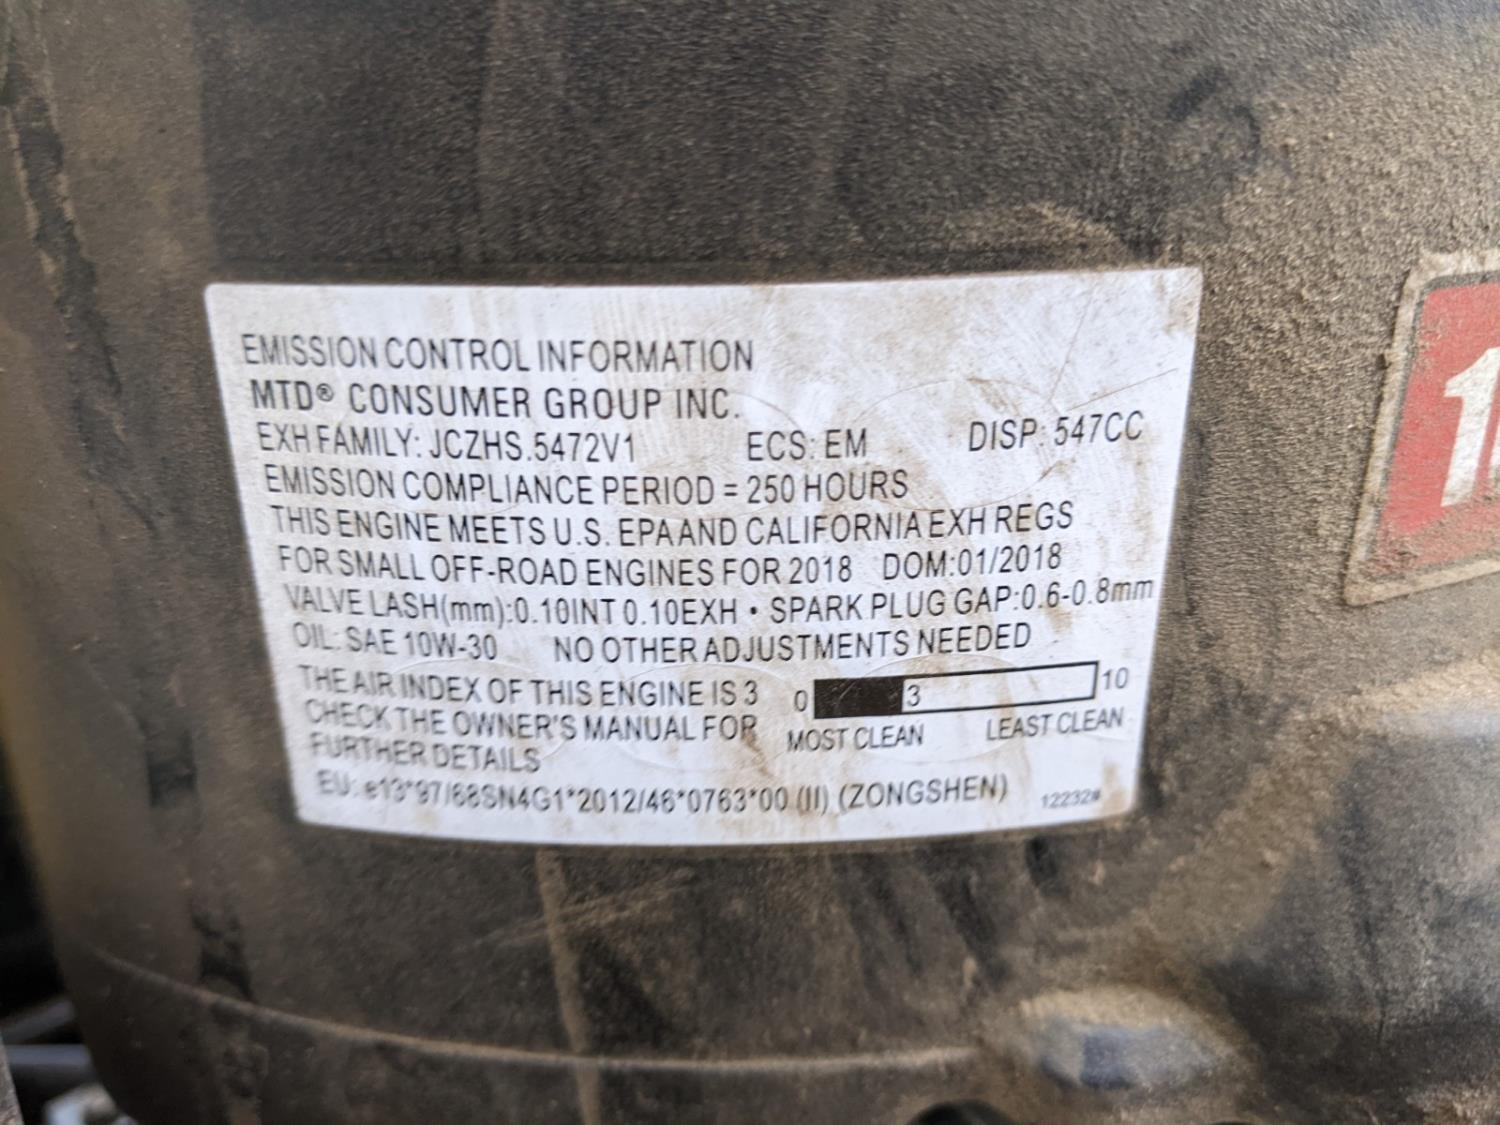 EMISSION CONTROL INFORMATION
MTD® CONSUMER GROUP INC.
EXH FAMILY: JCZHS.5472V1 ECS: EM DISP: 547CC
EMISSION COMPLIANCE PERIOD = 250 HOURS
THIS ENGINE MEETS U.S. EPA AND CALIFORNIA EXH REGS
FOR SMALL OFF-ROAD ENGINES FOR 2018 DOM:01/2018
VALVE LASH(mm):0.10INT 0.10EXH • SPARK PLUG GAP:0.6-0.8mm
OIL: SAE 10W-30 NO OTHER ADJUSTMENTS NEEDED
THE AIR INDEX OF THIS ENGINE IS 3 0 3 10
CHECK THE OWNER'S MANUAL FOR MOST CLEAN LEAST CLEAN
FURTHER DETAILS
EU: e13*97/68SN4G1*2012/46*0763*00 (II) (ZONGSHEN)